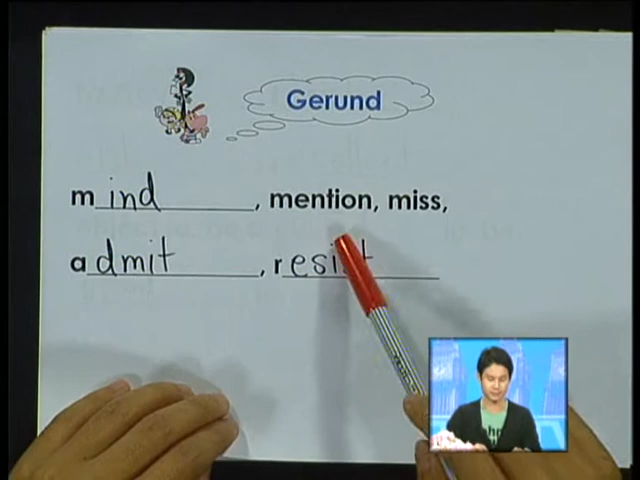 Gerund
mind, mention, miss,
admit, resist